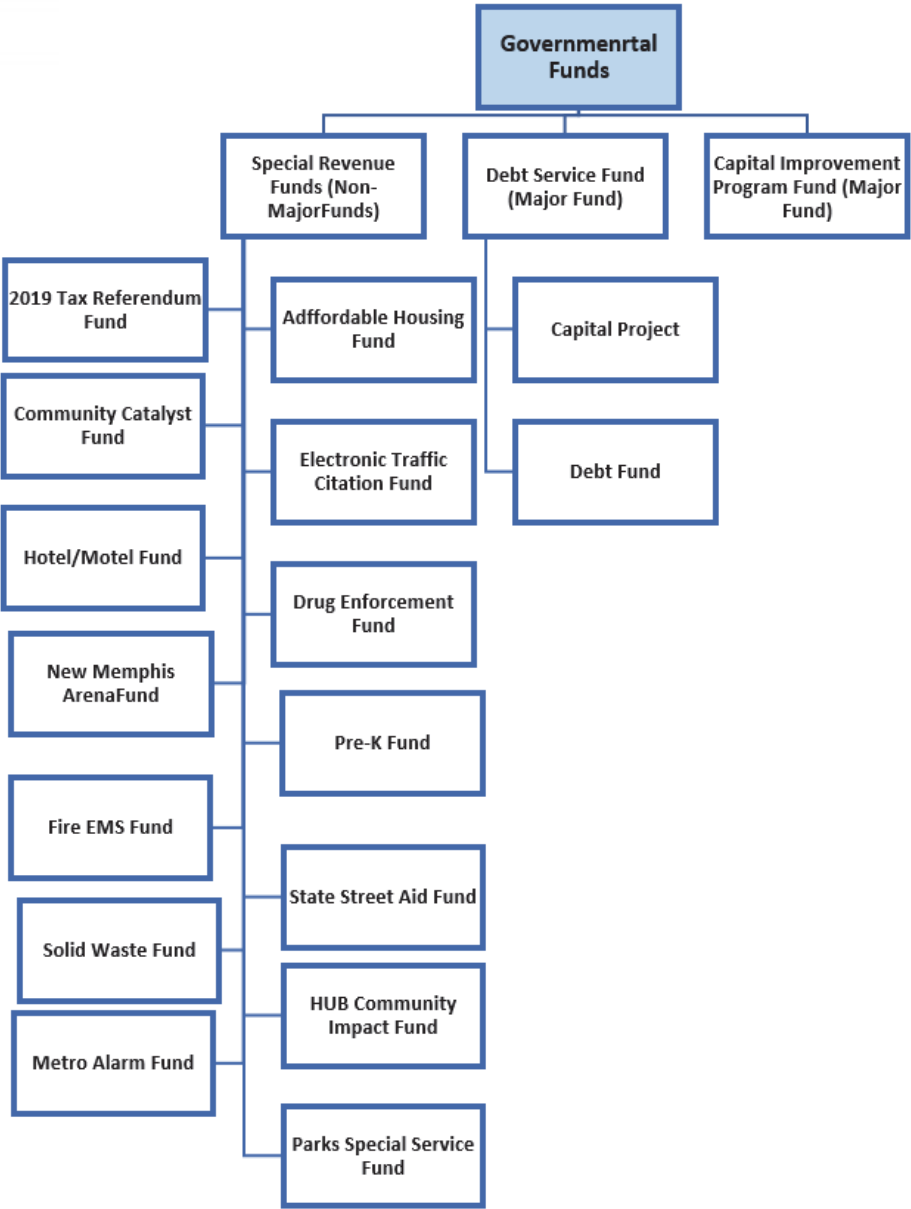 Governmenrtal
Funds
Special Revenue
Funds (Non-
MajorFunds)
Debt Service Fund
(Major Fund)
Capital Improvement
Program Fund (Major
Fund)
2019 Tax Referendum
Fund
Adffordable Housing
Fund
Capital Project
Community Catalyst
Fund
Electronic Traffic
Citation Fund
Debt Fund
Hotel/Motel Fund
Drug Enforcement
Fund
New Memphis
ArenaFund
Pre-K Fund
Fire EMS Fund
State Street Aid Fund
Solid Waste Fund
HUB Community
Impact Fund
Metro Alarm Fund
Parks Special Service
Fund